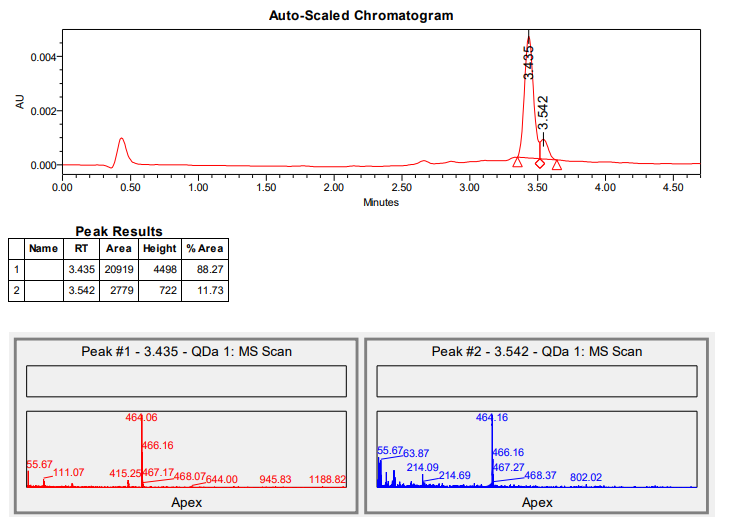 Auto-Scaled Chromatogram
AU
0.004
0.002
0.000
3.435
3.542
0.00 0.50 1.00 1.50 2.00 2.50 3.00 3.50 4.00 4.50
Minutes
Peak Results
Name RT Area Height % Area
1 3.435 20919 4498 88.27
2 3.542 2779 722 11.73
Peak #1 - 3.435 - QDa 1: MS Scan
464.06
466.16
55.67 111.07 415.25 467.17 468.07 644.00 945.83 1188.82
Apex
Peak #2 - 3.542 - QDa 1: MS Scan
464.16
55.67 63.87 466.16
214.09 214.69 467.27 468.37 802.02
Apex